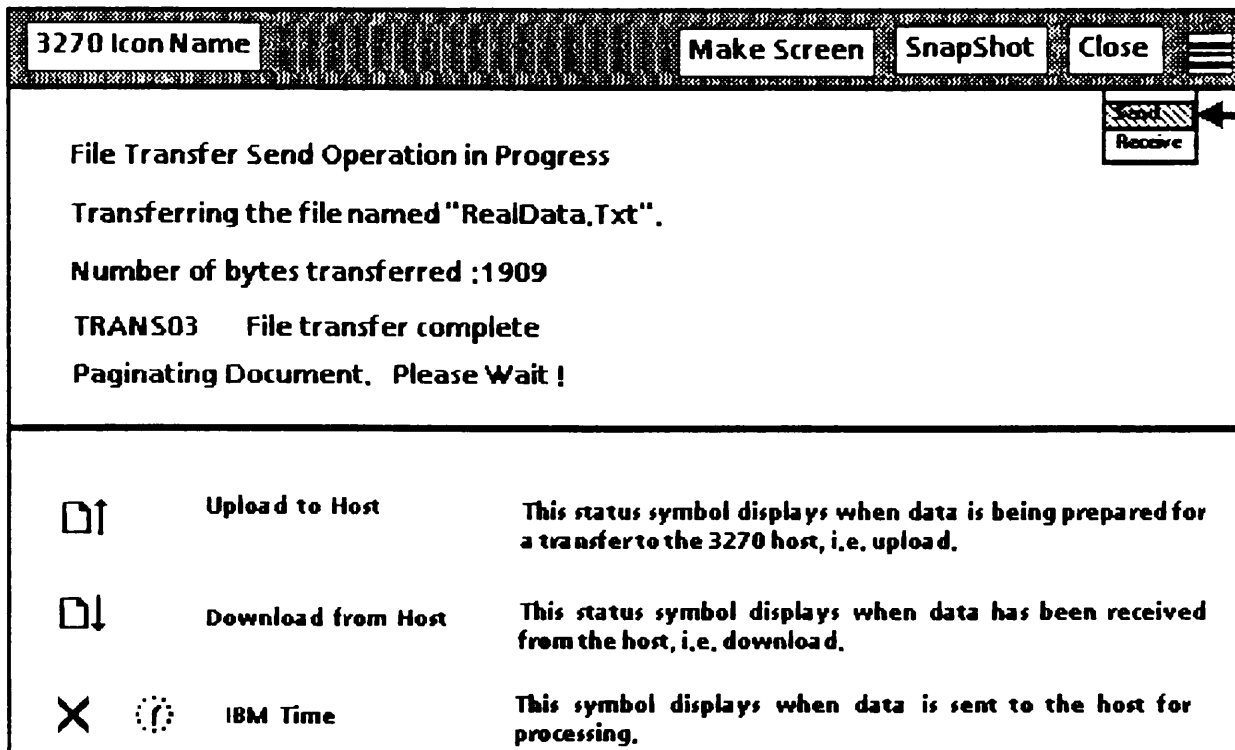 3270 Icon Name Make Screen SnapShot Close
Send
Receive
File Transfer Send Operation in Progress
Transferring the file named "RealData.Txt".
Number of bytes transferred :1909
TRANS03 File transfer complete
Paginating Document. Please Wait !
Upload to Host
This status symbol displays when data is being prepared for
a transfer to the 3270 host, i.e. upload.
Download from Host
This status symbol displays when data has been received
from the host, i.e. download.
IBM Time
This symbol displays when data is sent to the host for
processing.